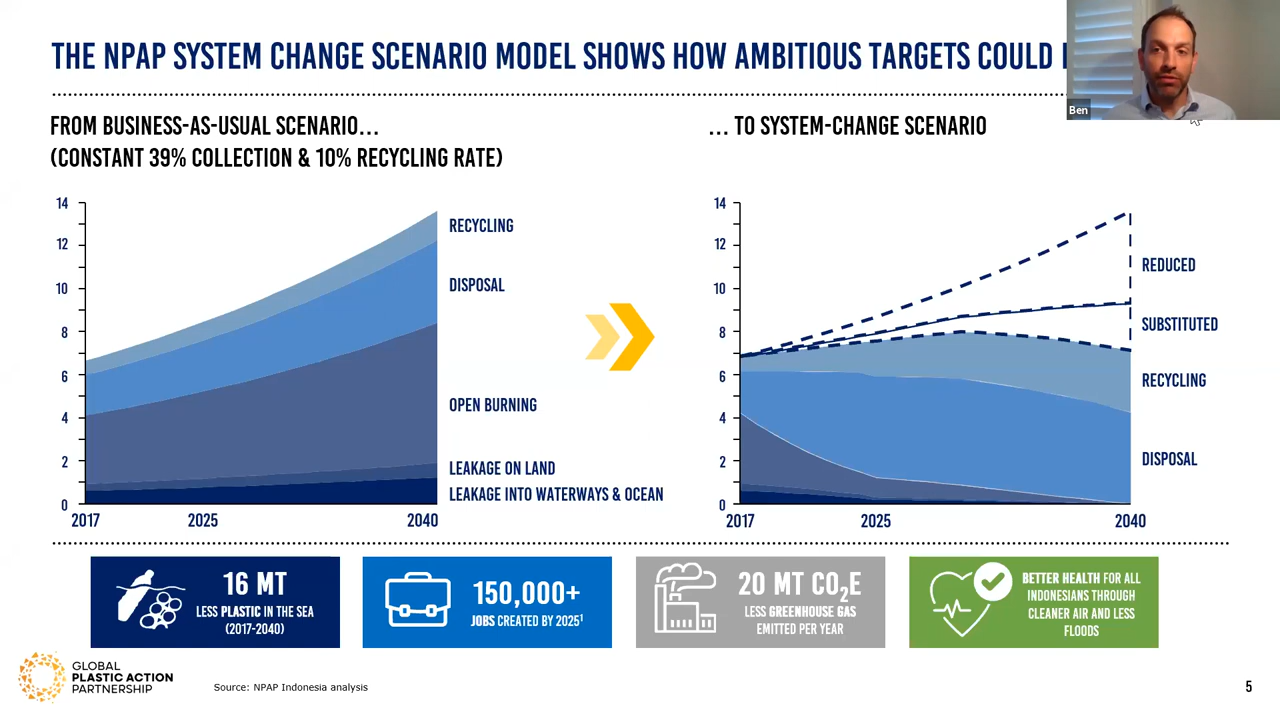 THE NPAP SYSTEM CHANGE SCENARIO MODEL SHOWS HOW AMBITIOUS TARGETS COULD
Ben
FROM BUSINESS-AS-USUAL SCENARIO...
(CONSTANT 39% COLLECTION & 10% RECYCLING RATE)
... TO SYSTEM-CHANGE SCENARIO
14
12
10
8
6
4
2
0
2017
2025
2040
RECYCLING
DISPOSAL
OPEN BURNING
LEAKAGE ON LAND
LEAKAGE INTO WATERWAYS & OCEAN
14
12
10
8
6
4
2
0
2017
2025
2040
REDUCED
SUBSTITUTED
RECYCLING
DISPOSAL
16 MT
LESS PLASTIC IN THE SEA
(2017-2040)
150,000+
JOBS CREATED BY 2025¹
20 MT CO₂E
LESS GREENHOUSE GAS
EMITTED PER YEAR
BETTER HEALTH FOR ALL
INDONESIANS THROUGH
CLEANER AIR AND LESS
FLOODS
GLOBAL
PLASTIC ACTION
PARTNERSHIP
Source: NPAP Indonesia analysis
5